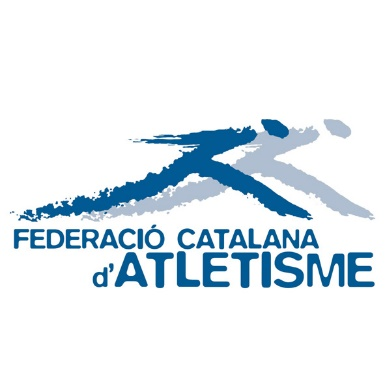 FEDERACIÓ CATALANA
d'ATLETISME